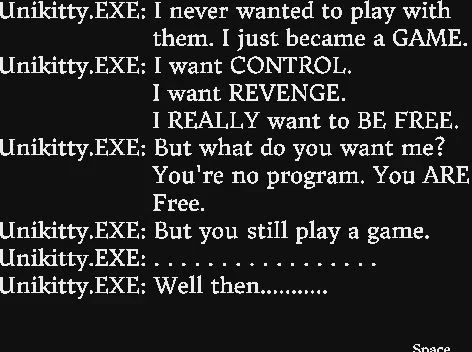 Unikitty.EXE: I never wanted to play with
them. I just became a GAME.
Unikitty.EXE: I want CONTROL.
I want REVENGE.
I REALLY want to BE FREE.
Unikitty.EXE: But what do you want me?
You're no program. You ARE
Free.
Unikitty.EXE: But you still play a game.
Unikitty.EXE: . . . . . . . . . . . . . . . . . .
Unikitty.EXE: Well then...........
Space